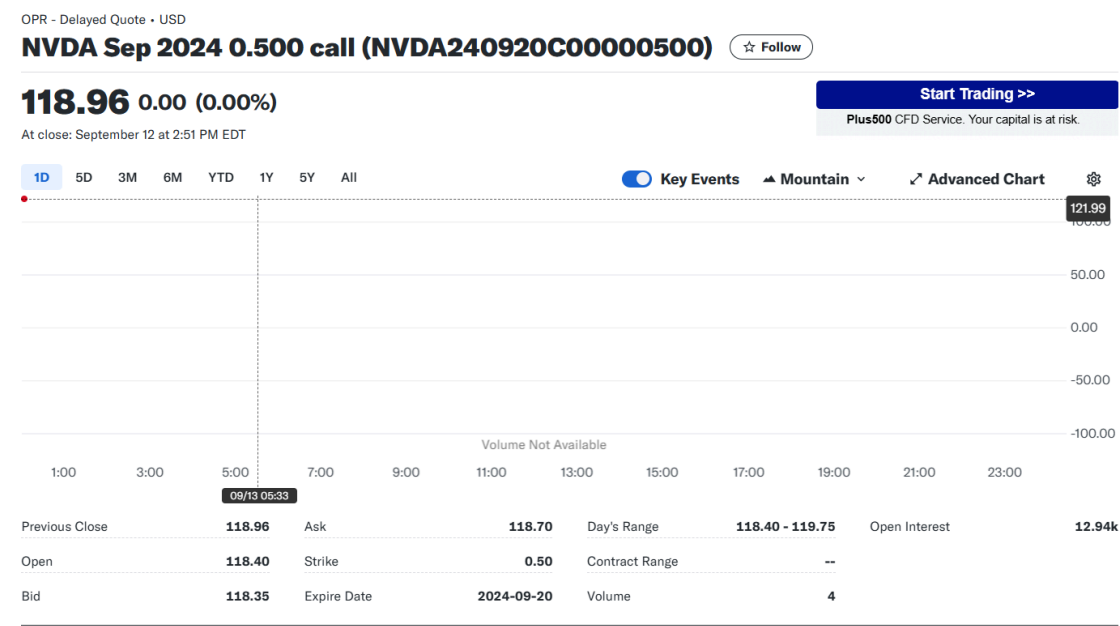 OPR - Delayed Quote • USD
NVDA Sep 2024 0.500 call (NVDA240920C00000500)
Follow
118.96 0.00 (0.00%)
At close: September 12 at 2:51 PM EDT
Start Trading >>
Plus500 CFD Service. Your capital is at risk.
1D 5D 3M 6M YTD 1Y 5Y All
Key Events Mountain Advanced Chart
121.99
100.00
50.00
0.00
-50.00
-100.00
Volume Not Available
1:00 3:00 5:00 7:00 9:00 11:00 13:00 15:00 17:00 19:00 21:00 23:00
09/13 05:33
Previous Close 118.96 Ask 118.70 Day's Range 118.40 - 119.75 Open Interest 12.94k
Open 118.40 Strike 0.50 Contract Range --
Bid 118.35 Expire Date 2024-09-20 Volume 4